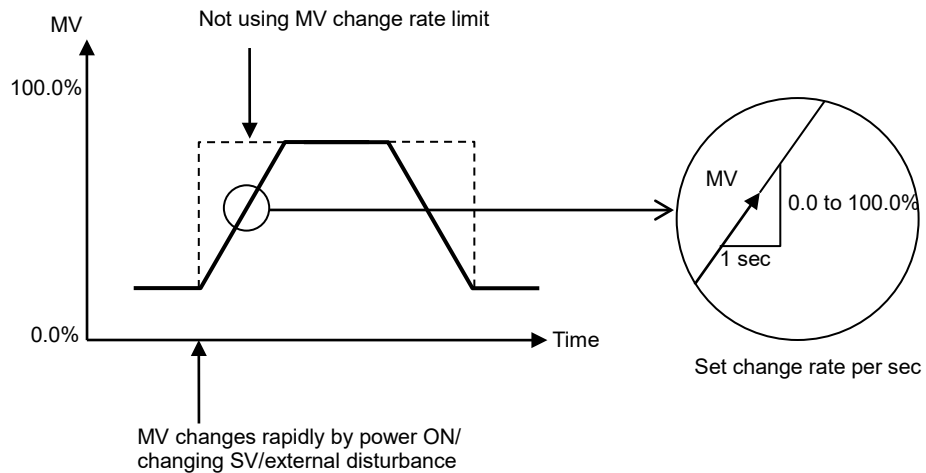 Not using MV change rate limit
MV
100.0%
MV
0.0 to 100.0%
1 sec
0.0%
Time
Set change rate per sec
MV changes rapidly by power ON/
changing SV/external disturbance